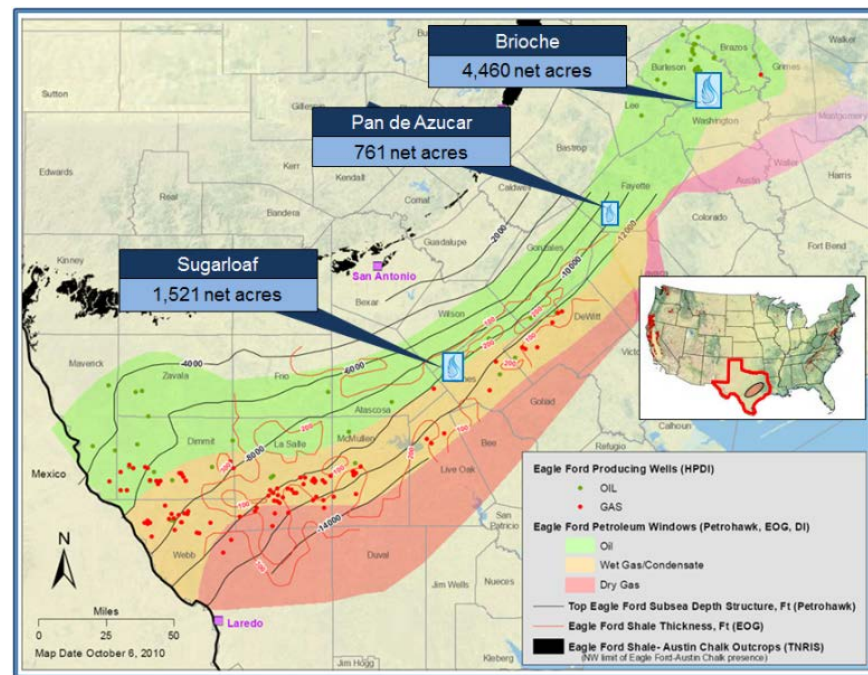 Brioche
4,460 net acres
Pan de Azucar
761 net acres
Sugarloaf
1,521 net acres
Sutton
Edwards
Real
Kerr
Kendall
Bandera
Comal
Kinney
Bexar
Guadalupe
Caldwell
Bastrop
Lee
Burleson
Brazos
Grimes
Walker
Washington
Montgomery
Waller
Harris
Austin
Fayette
Colorado
Fort Bend
Gonzales
San Antonio
Wilson
DeWitt
Maverick
Zavala
Frio
Atascosa
Goliad
Dimmit
La Salle
McMullen
Live Oak
Bee
Refugio
Calhoun
San Patricio
Mexico
Webb
Duval
Jim Wells
Nueces
Laredo
Jim Hogg
Kleberg
-2000
-4000
-6000
-8000
-10000
-12000
-14000
N
Miles
0 25 50
Map Date October 6, 2010
Eagle Ford Producing Wells (HPDI)
OIL
GAS
Eagle Ford Petroleum Windows (Petrohawk, EOG, DI)
Oil
Wet Gas/Condensate
Dry Gas
Top Eagle Ford Subsea Depth Structure, Ft (Petrohawk)
Eagle Ford Shale Thickness, Ft (EOG)
Eagle Ford Shale- Austin Chalk Outcrops (TNRIS)
(NW limit of Eagle Ford-Austin Chalk presence)